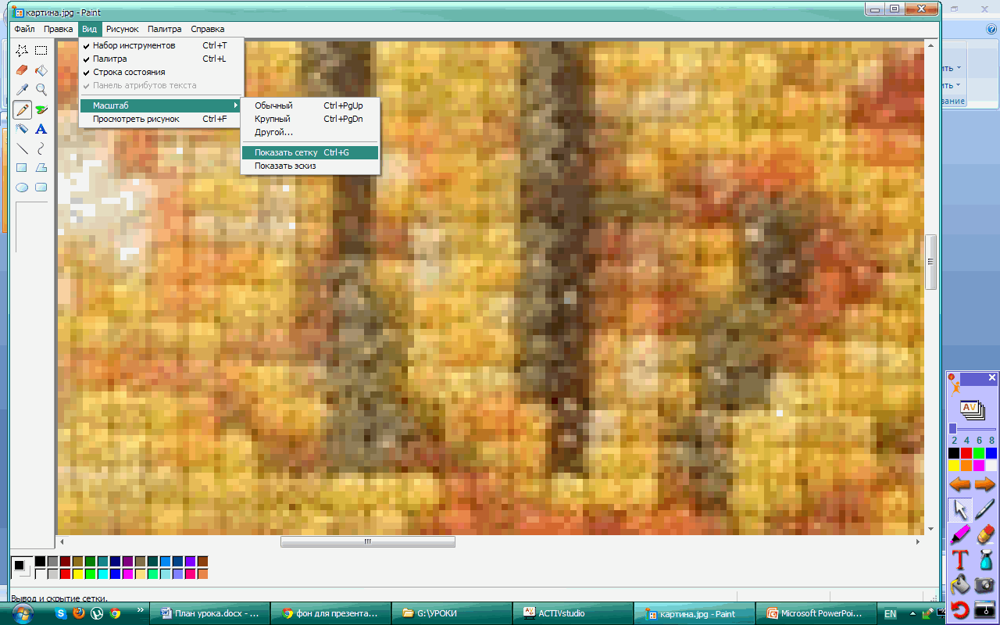 картина.jpg - Paint
Файл Правка Вид Рисунок Палитра Справка
Набор инструментов Ctrl+T
Палитра Ctrl+L
Строка состояния
Панель атрибутов текста
Масштаб
Просмотреть рисунок Ctrl+F
Обычный Ctrl+PgUp
Крупный Ctrl+PgDn
Другой...
Показать сетку Ctrl+G
Показать эскиз
A
AV
2 4 6 8
T
Вывод и скрытие сетки.
План урока.docx - ...
фон для презента...
G:\УРОКИ
ACTIVstudio
картина.jpg - Paint
Microsoft PowerPoi...
EN